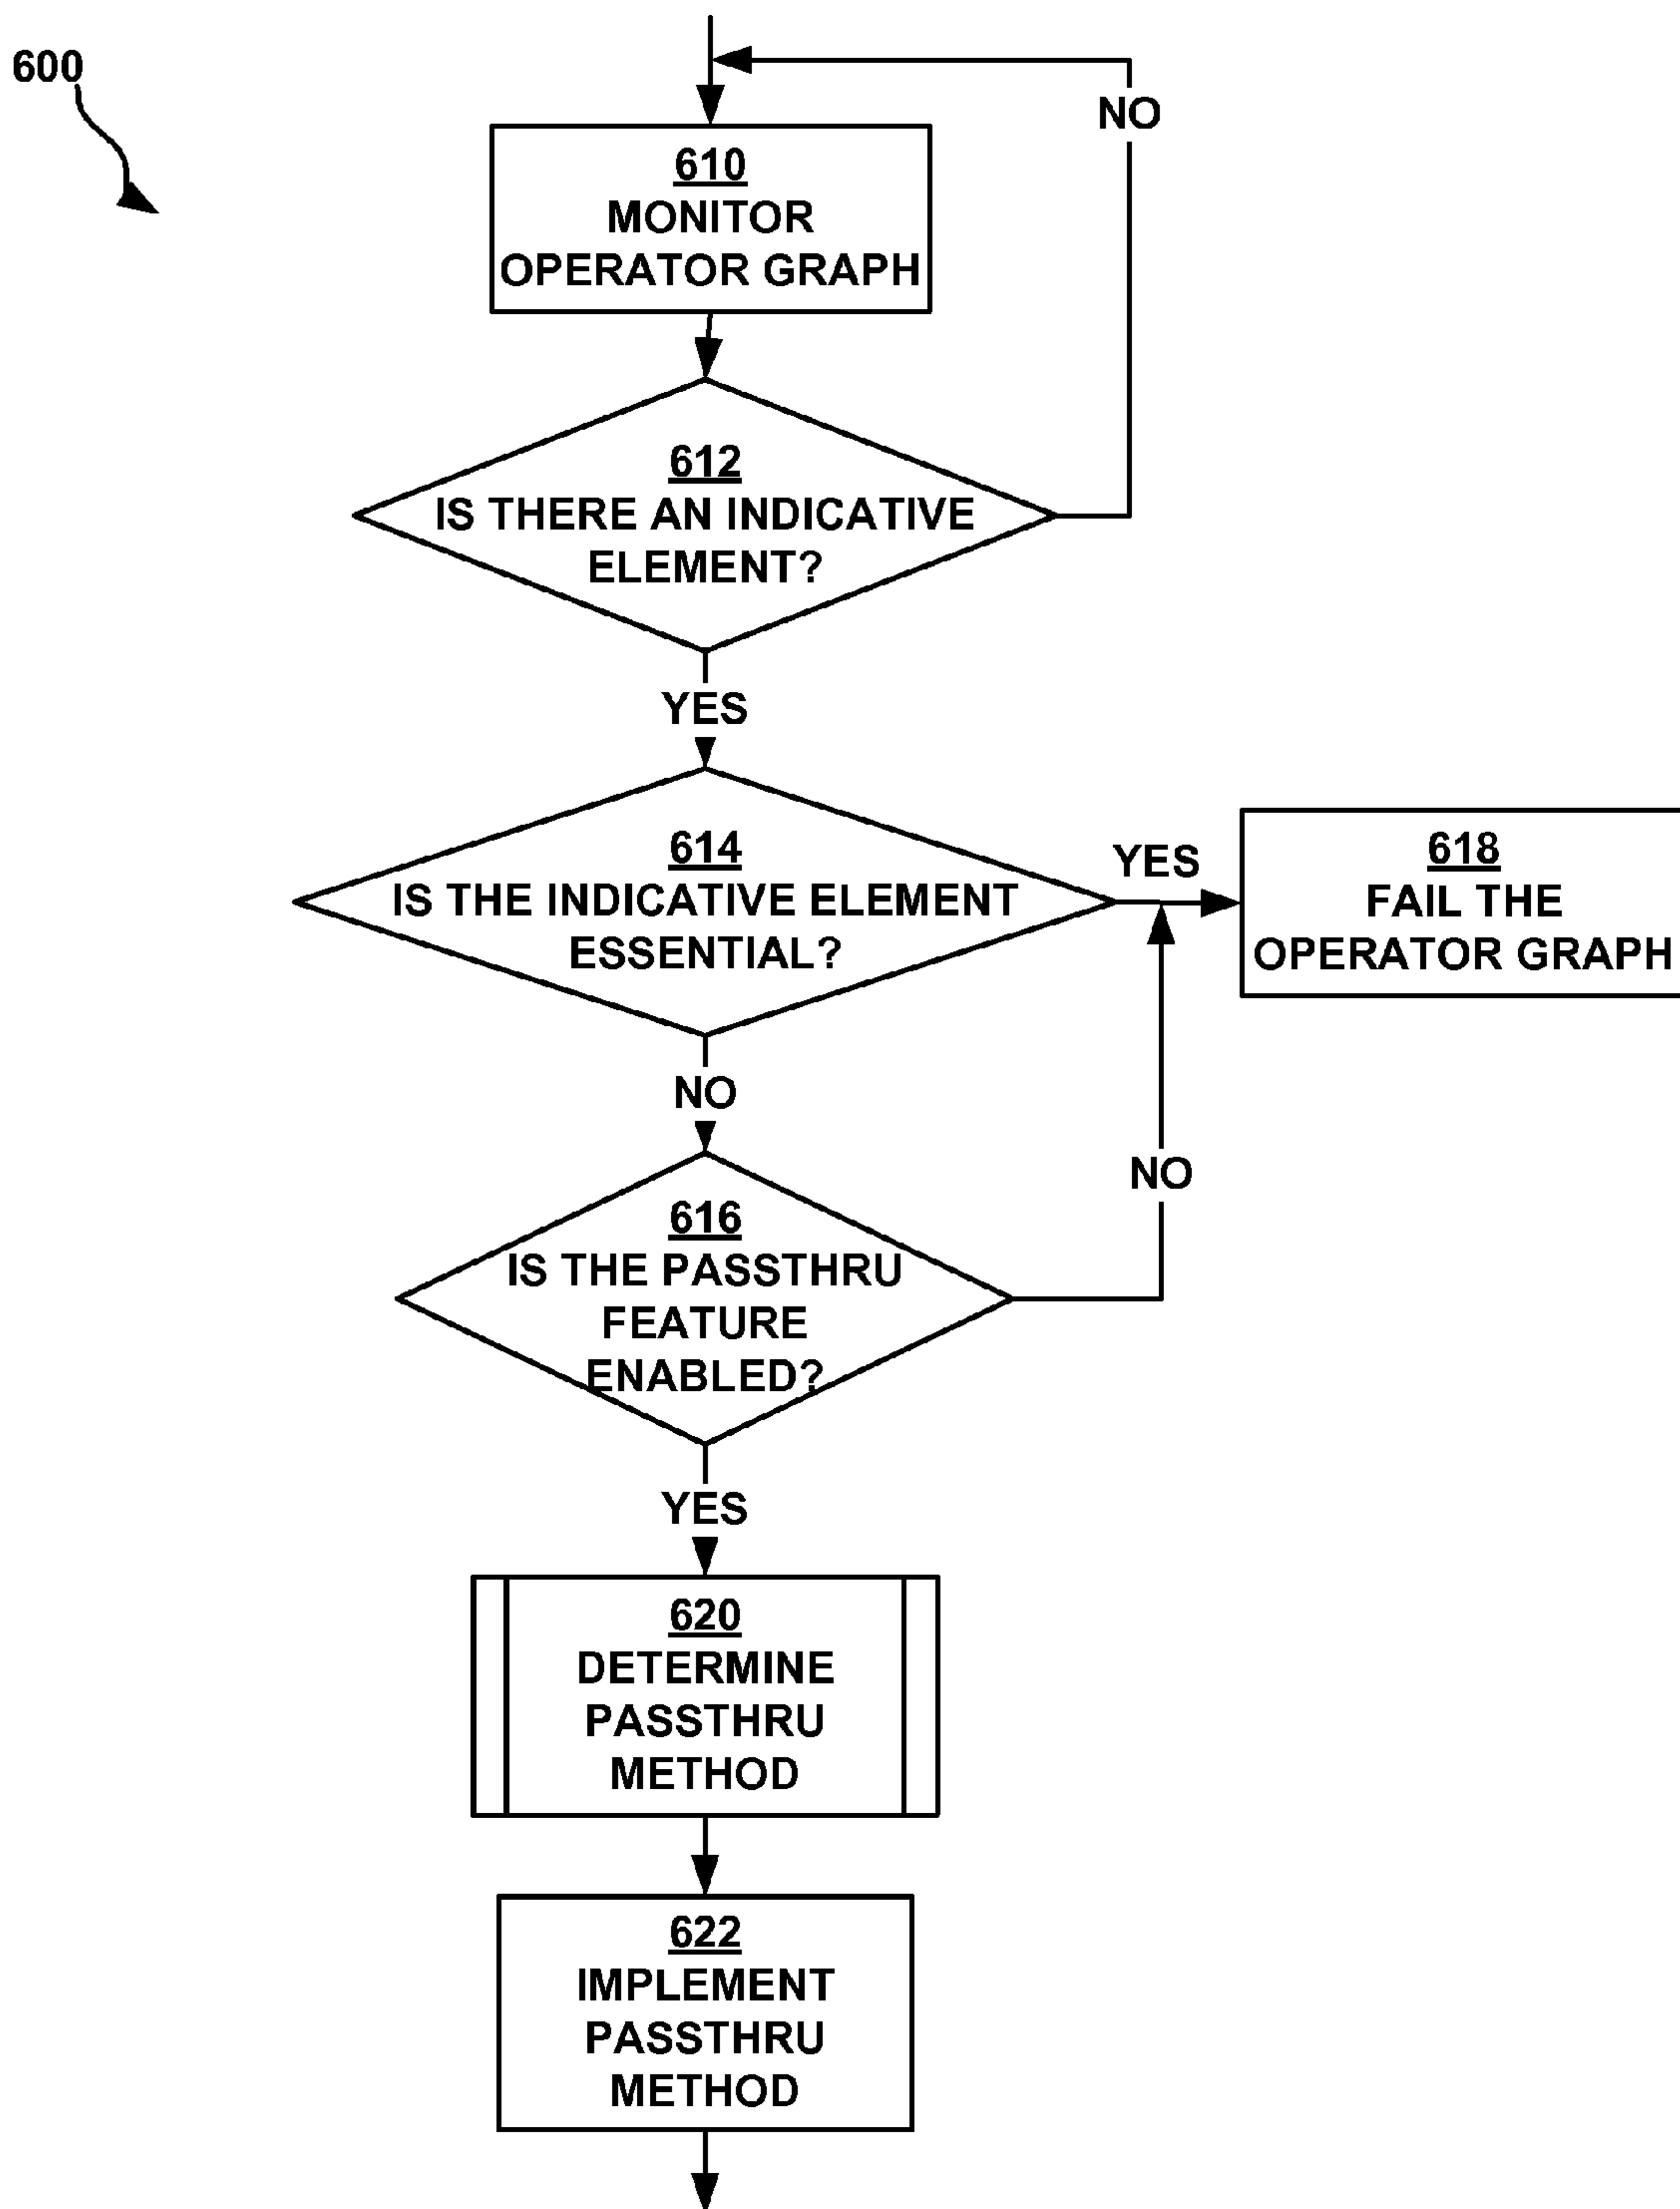 600
NO
610
MONITOR
OPERATOR GRAPH
612
IS THERE AN INDICATIVE
ELEMENT?
YES
614
IS THE INDICATIVE ELEMENT
ESSENTIAL?
YES
618
FAIL THE
OPERATOR GRAPH
NO
NO
616
IS THE PASSTHRU
FEATURE
ENABLED?
YES
620
DETERMINE
PASSTHRU
METHOD
622
IMPLEMENT
PASSTHRU
METHOD